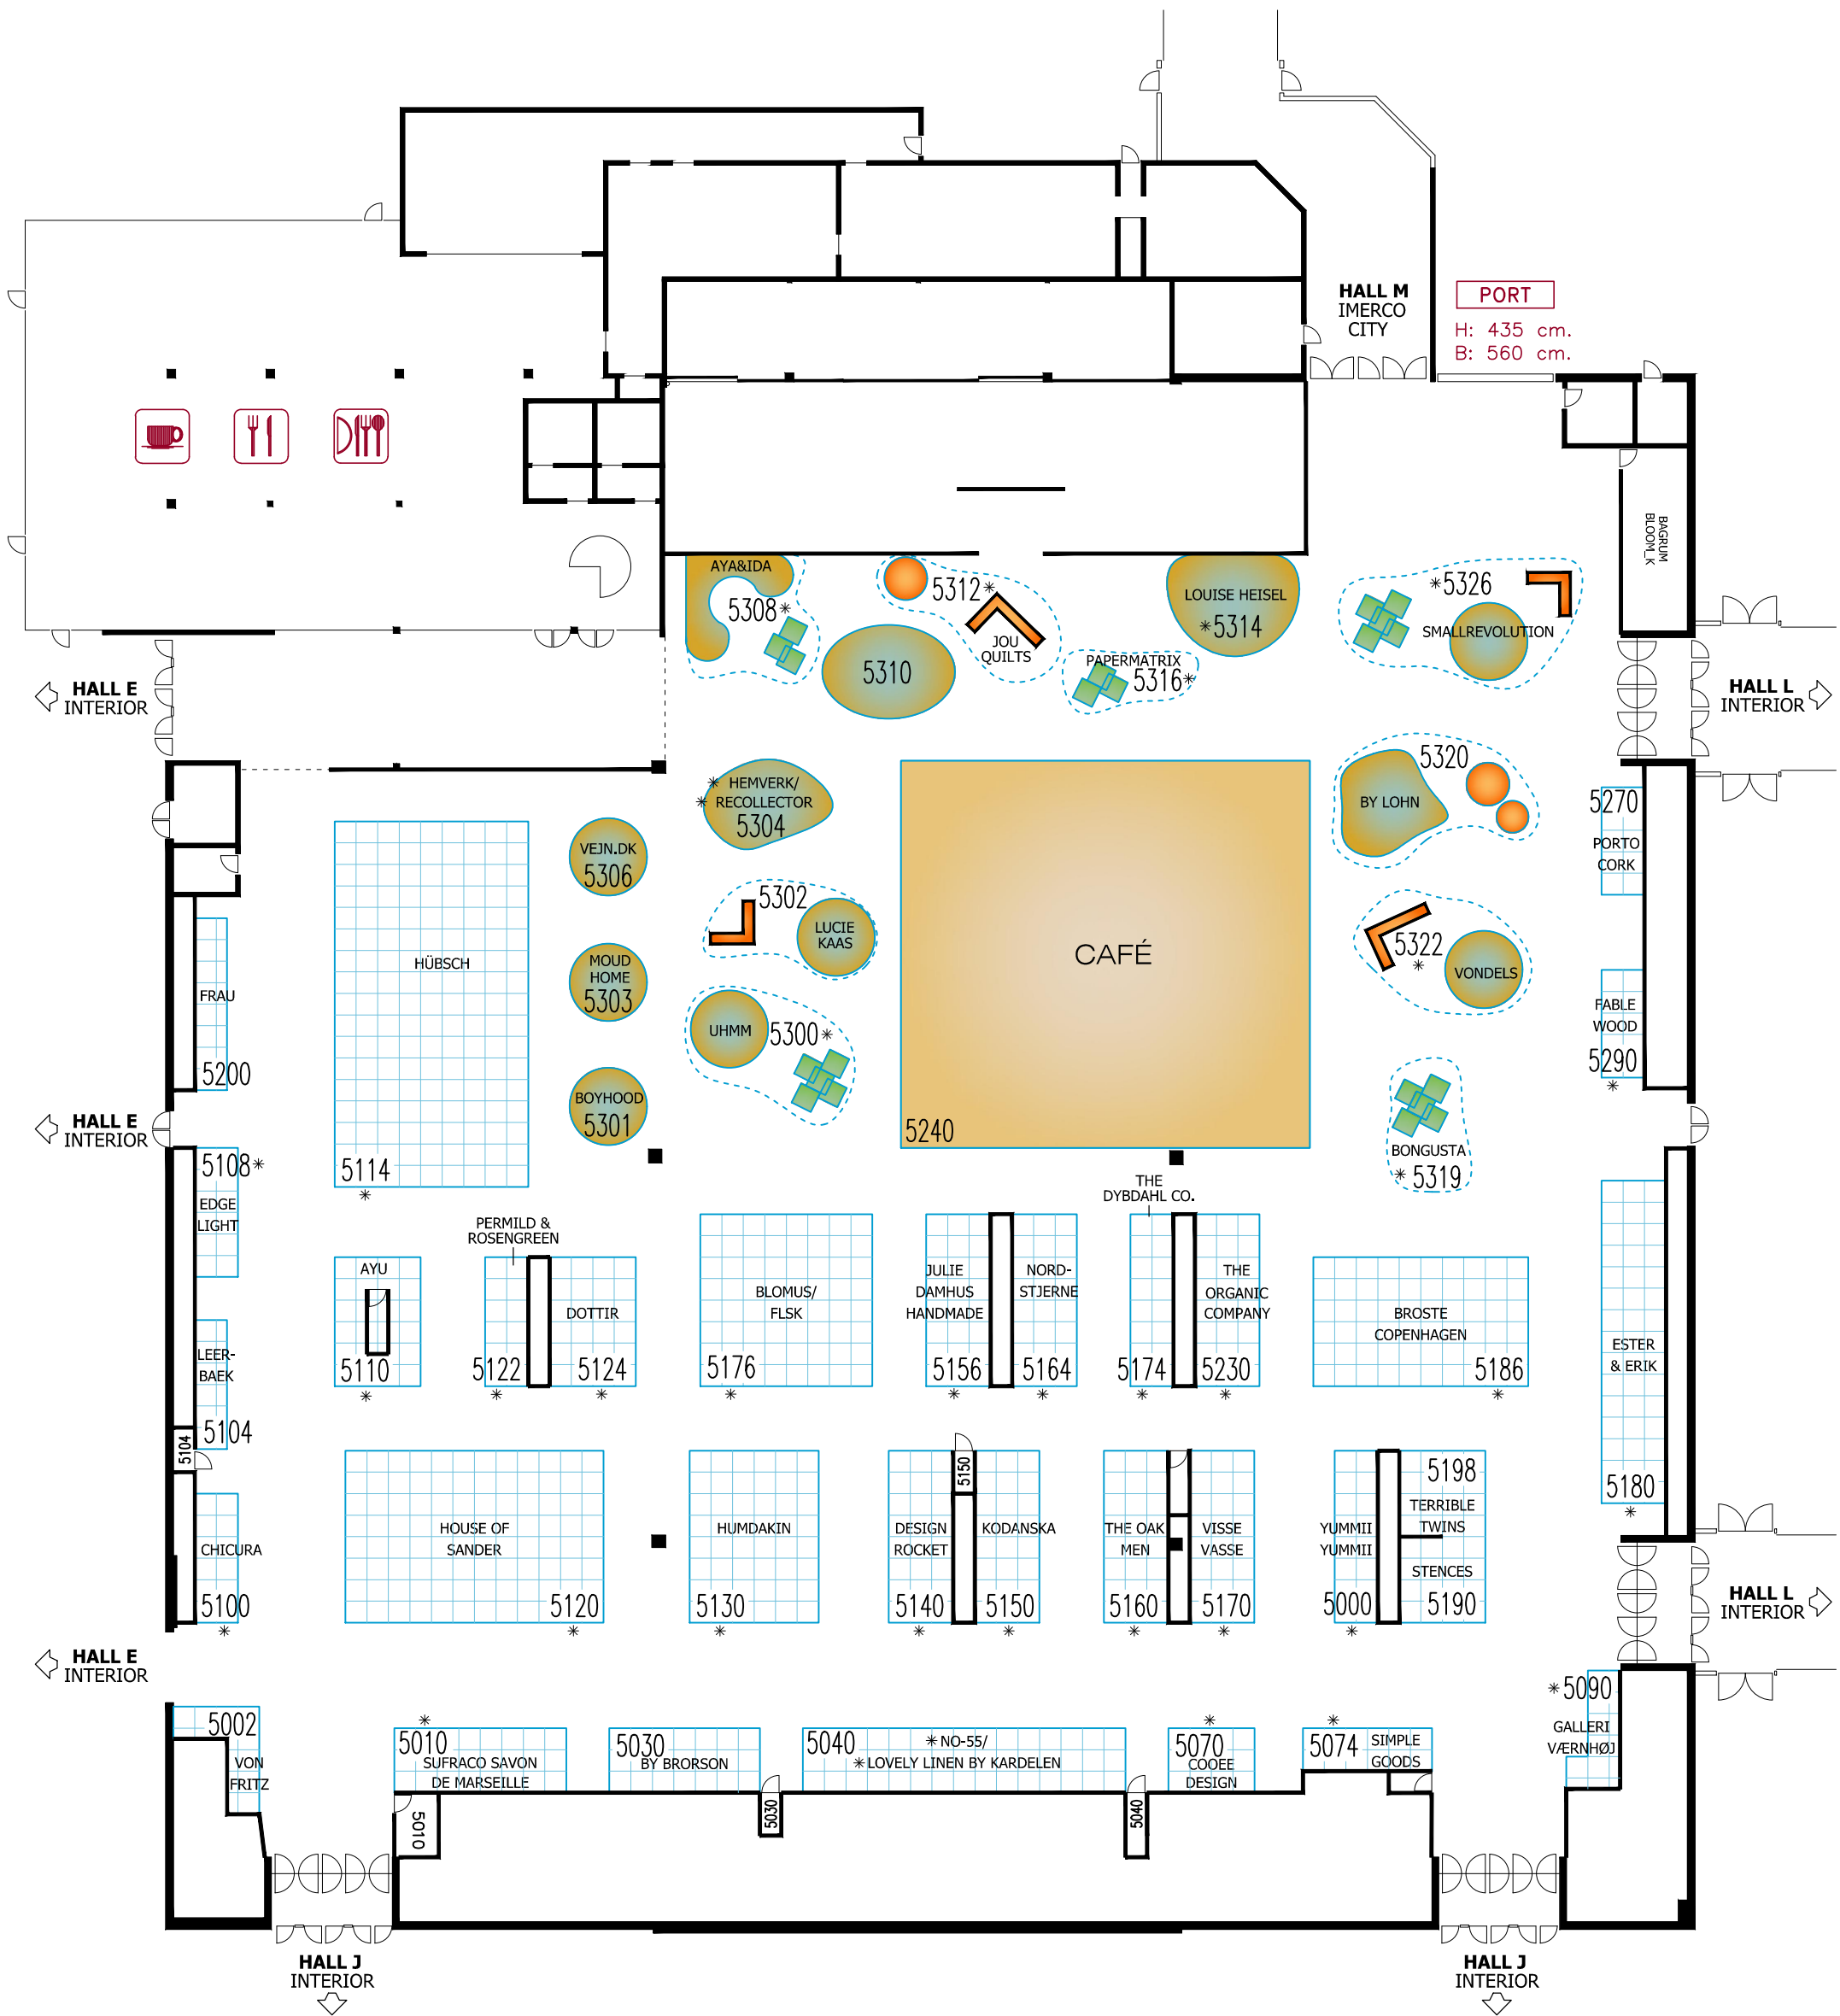 HALL M
IMERCO
CITY
PORT
H: 435 cm.
B: 560 cm.
BAGRUM
BLOOM_K
AYA&IDA
5308*
5312*
JOU
QUILTS
LOUISE HEISEL
*5314
*5326
SMALLREVOLUTION
5310
PAPERMATRIX
5316*
HALL E
INTERIOR
HALL L
INTERIOR
* HEMVERK/
* RECOLLECTOR
5304
5320
BY LOHN
5270
PORTO
CORK
VEJN.DK
5306
5302
LUCIE
KAAS
HÜBSCH
5114
*
MOUD
HOME
5303
CAFÉ
5240
5322
*
VONDELS
FRAU
5200
UHMM
5300*
FABLE
WOOD
5290
*
BOYHOOD
5301
HALL E
INTERIOR
BONGUSTA
*5319
5108*
EDGE
LIGHT
THE
DYBDAHL CO.
PERMILD &
ROSENGREEN
AYU
5110
*
5122
*
DOTTIR
5124
*
BLOMUS/
FLSK
5176
*
JULIE
DAMHUS
HANDMADE
5156
*
NORD-
STJERNE
5164
*
5174
*
THE
ORGANIC
COMPANY
5230
*
BROSTE
COPENHAGEN
5186
*
ESTER
& ERIK
5180
*
LEER-
BAEK
5104
5104
CHICURA
5100
*
HOUSE OF
SANDER
5120
*
HUMDAKIN
5130
*
DESIGN
ROCKET
5140
*
5150
KODANSKA
5150
*
THE OAK
MEN
5160
*
VISSE
VASSE
5170
*
YUMMII
YUMMII
5000
*
5198
TERRIBLE
TWINS
STENCES
5190
HALL L
INTERIOR
HALL E
INTERIOR
5002
VON
FRITZ
*
5010
SUFRACO SAVON
DE MARSEILLE
5010
5030
BY BRORSON
5030
5040
*NO-55/
*LOVELY LINEN BY KARDELEN
5040
*
5070
COOEE
DESIGN
*
5074
SIMPLE
GOODS
*5090
GALLERI
VÆRNHØJ
HALL J
INTERIOR
HALL J
INTERIOR